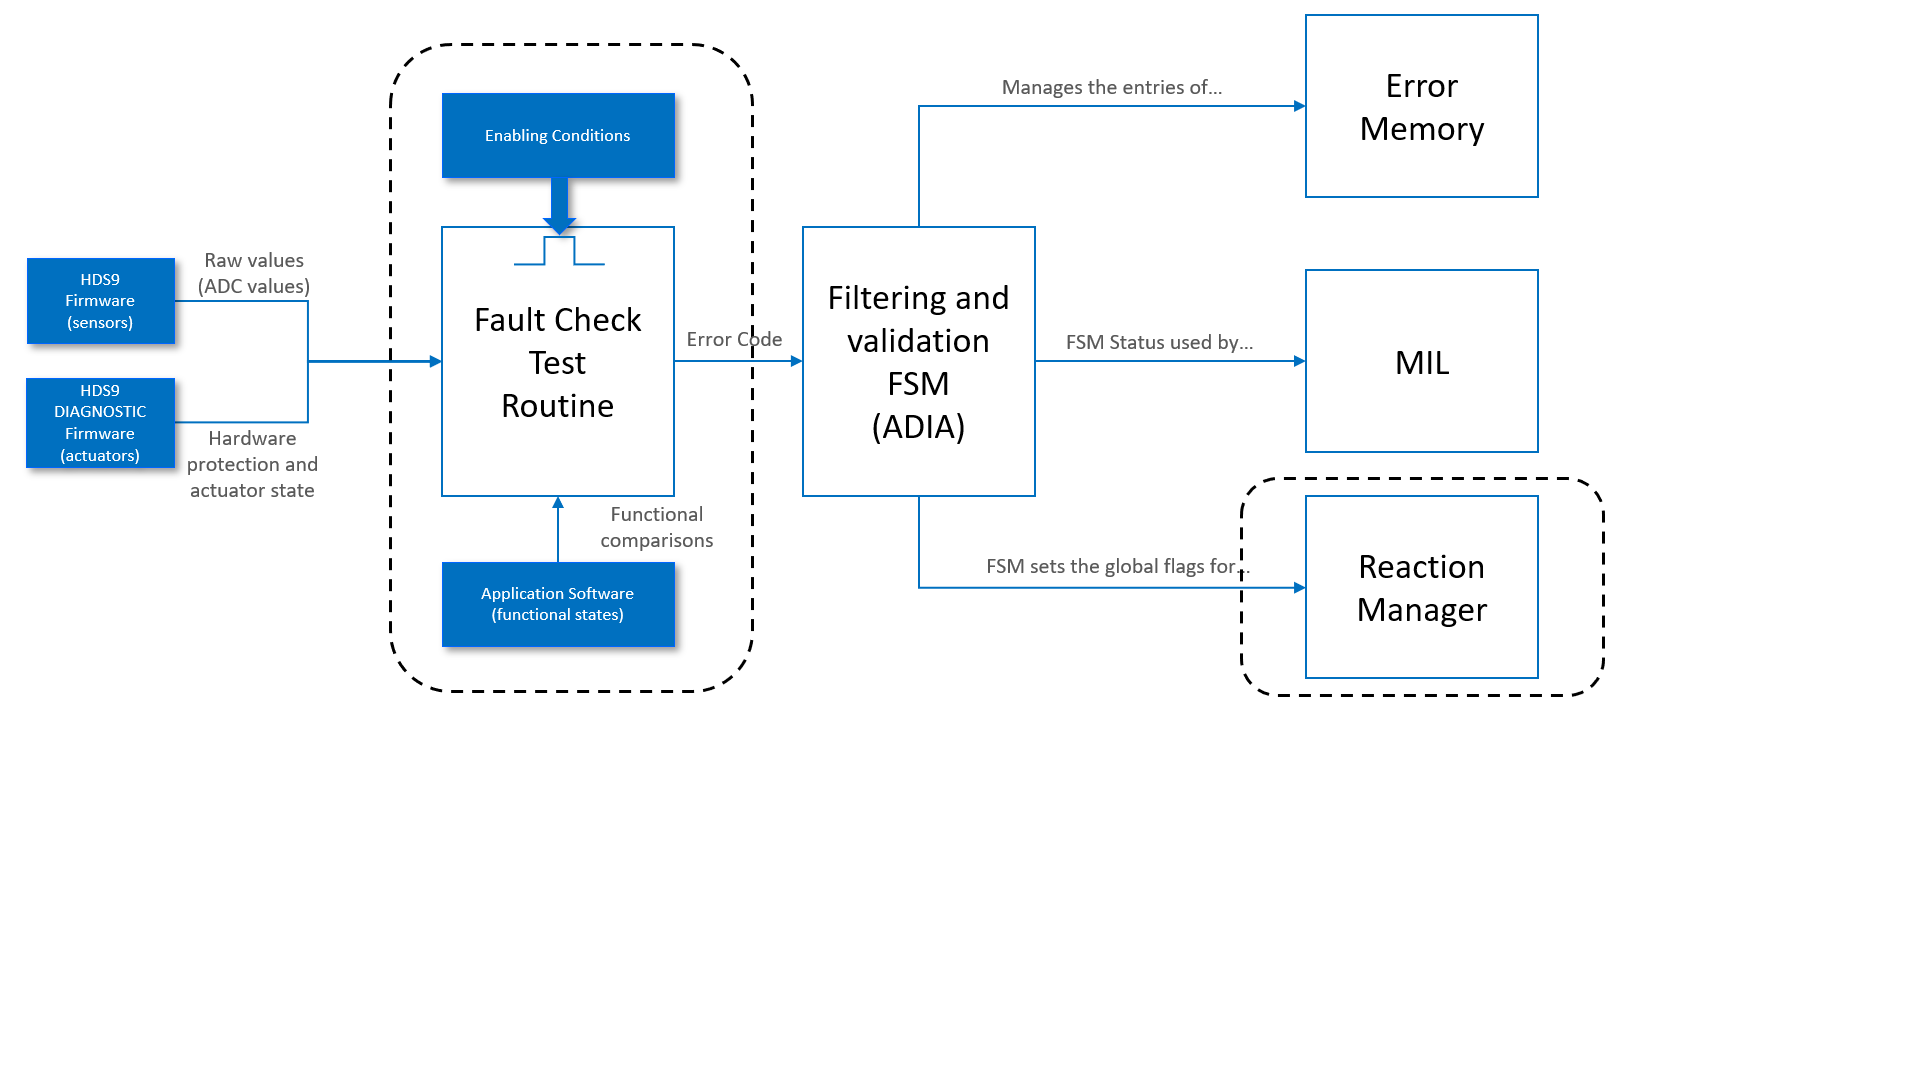 Enabling Conditions
HDS9
Firmware
(sensors)
Raw values
(ADC values)
HDS9
DIAGNOSTIC
Firmware
(actuators)
Hardware
protection and
actuator state
Fault Check
Test
Routine
Functional
comparisons
Application Software
(functional states)
Error Code
Filtering and
validation
FSM
(ADIA)
Manages the entries of...
Error
Memory
FSM Status used by...
MIL
FSM sets the global flags for...
Reaction
Manager